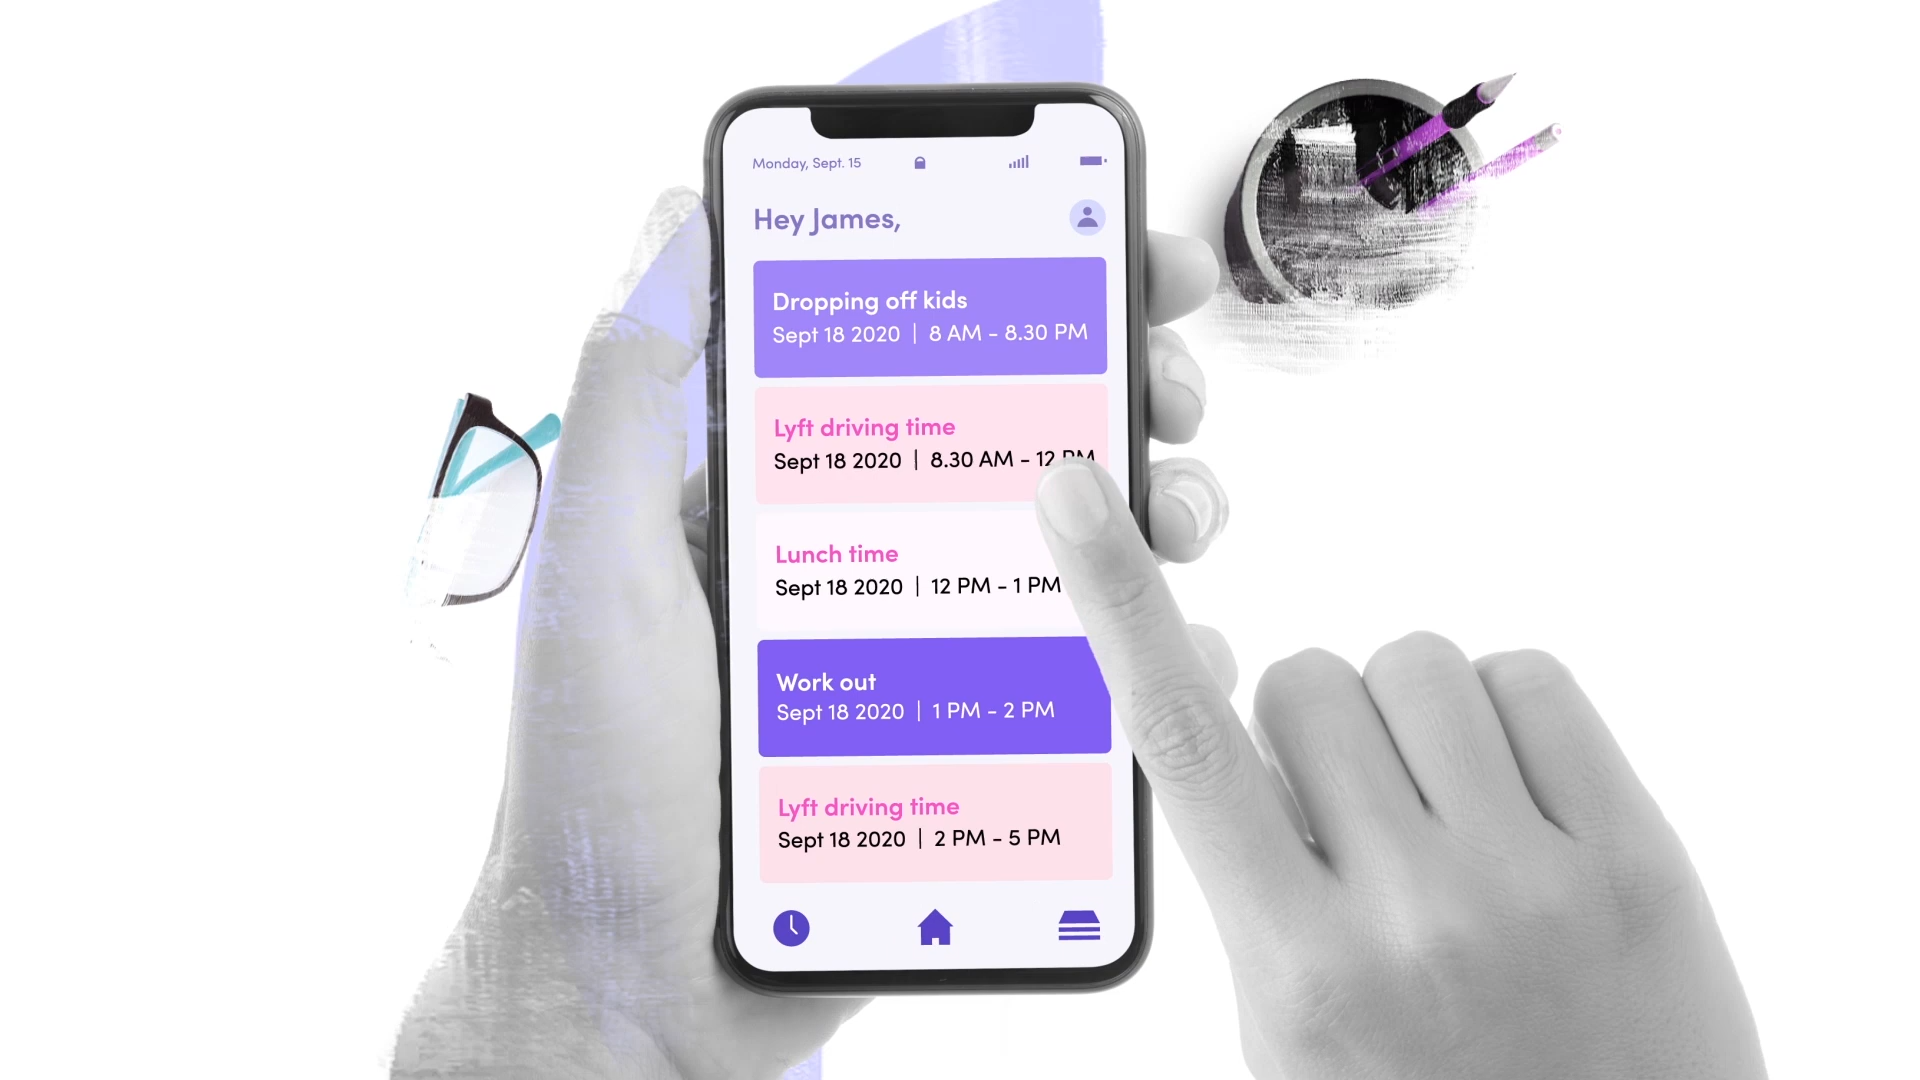 Monday, Sept. 15
Hey James,
Dropping off kids
Sept 18 2020 | 8 AM - 8.30 PM
Lyft driving time
Sept 18 2020 | 8.30 AM - 12 PM
Lunch time
Sept 18 2020 | 12 PM - 1 PM
Work out
Sept 18 2020 | 1 PM - 2 PM
Lyft driving time
Sept 18 2020 | 2 PM - 5 PM